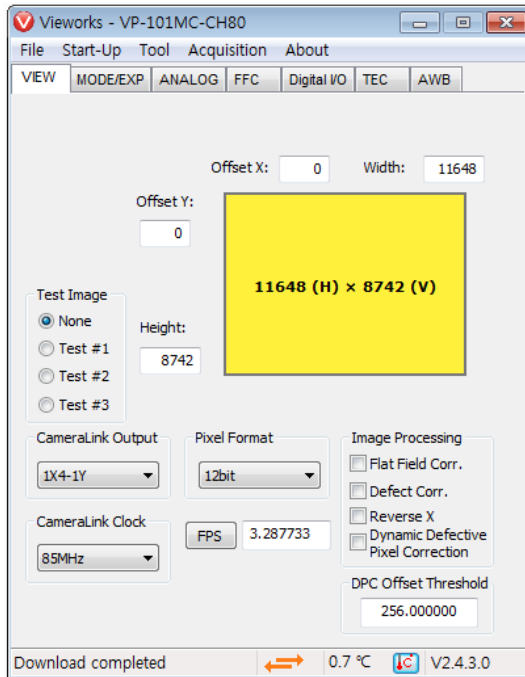 Vieworks - VP-101MC-CH80
File Start-Up Tool Acquisition About
VIEW MODE/EXP ANALOG FFC Digital I/O TEC AWB
Offset X: 0 Width: 11648
Offset Y:
0
11648 (H) × 8742 (V)
Test Image
None
Test #1
Test #2
Test #3
Height:
8742
CameraLink Output
1X4-1Y
Pixel Format
12bit
Image Processing
Flat Field Corr.
Defect Corr.
Reverse X
Dynamic Defective
Pixel Correction
CameraLink Clock
85MHz
FPS 3.287733
DPC Offset Threshold
256.000000
Download completed 0.7 ℃ V2.4.3.0